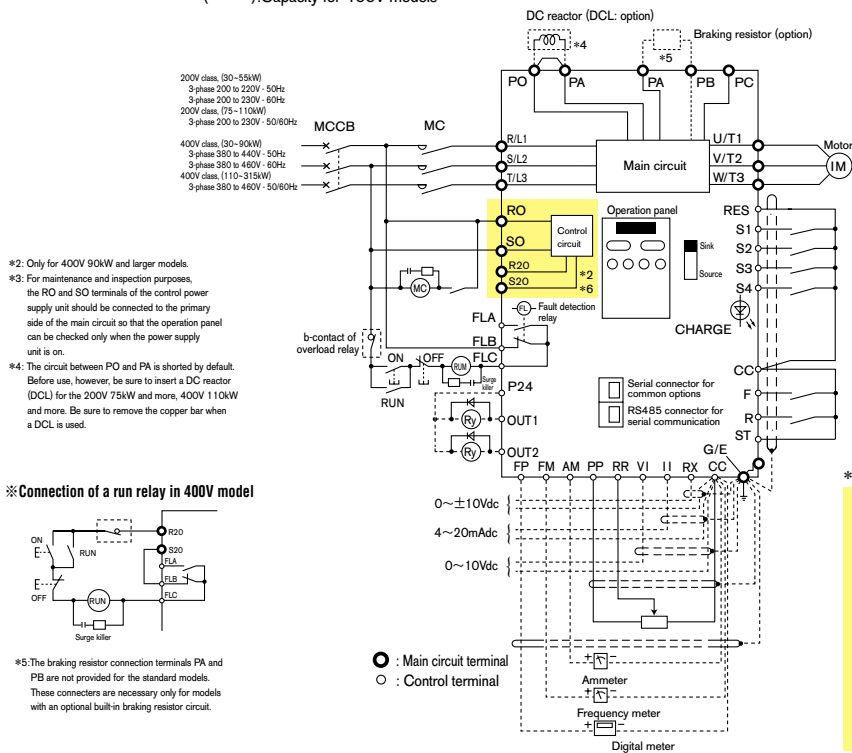 ( ):Capacity for 400V models
DC reactor (DCL: option)
*4
Braking resistor (option)
*5
PO
PA
PA
PB
PC
200V class, (30~55kW)
3-phase 200 to 220V - 50Hz
3-phase 200 to 230V - 60Hz
200V class, (75~110kW)
3-phase 200 to 230V - 50/60Hz
400V class, (30~90kW)
3-phase 380 to 440V - 50Hz
3-phase 380 to 460V - 60Hz
400V class, (110~315kW)
3-phase 380 to 460V - 50/60Hz
MCCB
MC
R/L1
S/L2
T/L3
Main circuit
U/T1
V/T2
W/T3
Motor
IM
RO
SO
R20
S20
Control
circuit
*2
*6
Operation panel
Sink
Source
RES
S1
S2
S3
S4
CHARGE
*2: Only for 400V 90kW and larger models.
*3: For maintenance and inspection purposes,
the RO and SO terminals of the control power
supply unit should be connected to the primary
side of the main circuit so that the operation panel
can be checked only when the power supply
unit is on.
*4: The circuit between PO and PA is shorted by default.
Before use, however, be sure to insert a DC reactor
(DCL) for the 200V 75kW and more, 400V 110kW
and more. Be sure to remove the copper bar when
a DCL is used.
MC
FL
Fault detection
relay
FLA
FLB
FLC
b-contact of
overload relay
ON
OFF
RUM
Surge
killer
RUN
P24
Ry
OUT1
Ry
OUT2
Serial connector for
common options
RS485 connector for
serial communication
CC
F
R
ST
G/E
FP FM AM PP RR VI II RX CC
0~±10Vdc
4~20mAdc
0~10Vdc
※Connection of a run relay in 400V model
ON
RUN
OFF
RUN
Surge killer
R20
S20
FLA
FLB
FLC
*5:The braking resistor connection terminals PA and
PB are not provided for the standard models.
These connecters are necessary only for models
with an optional built-in braking resistor circuit.
: Main circuit terminal
: Control terminal
+ -
Ammeter
+ -
Frequency meter
+ -
Digital meter
*